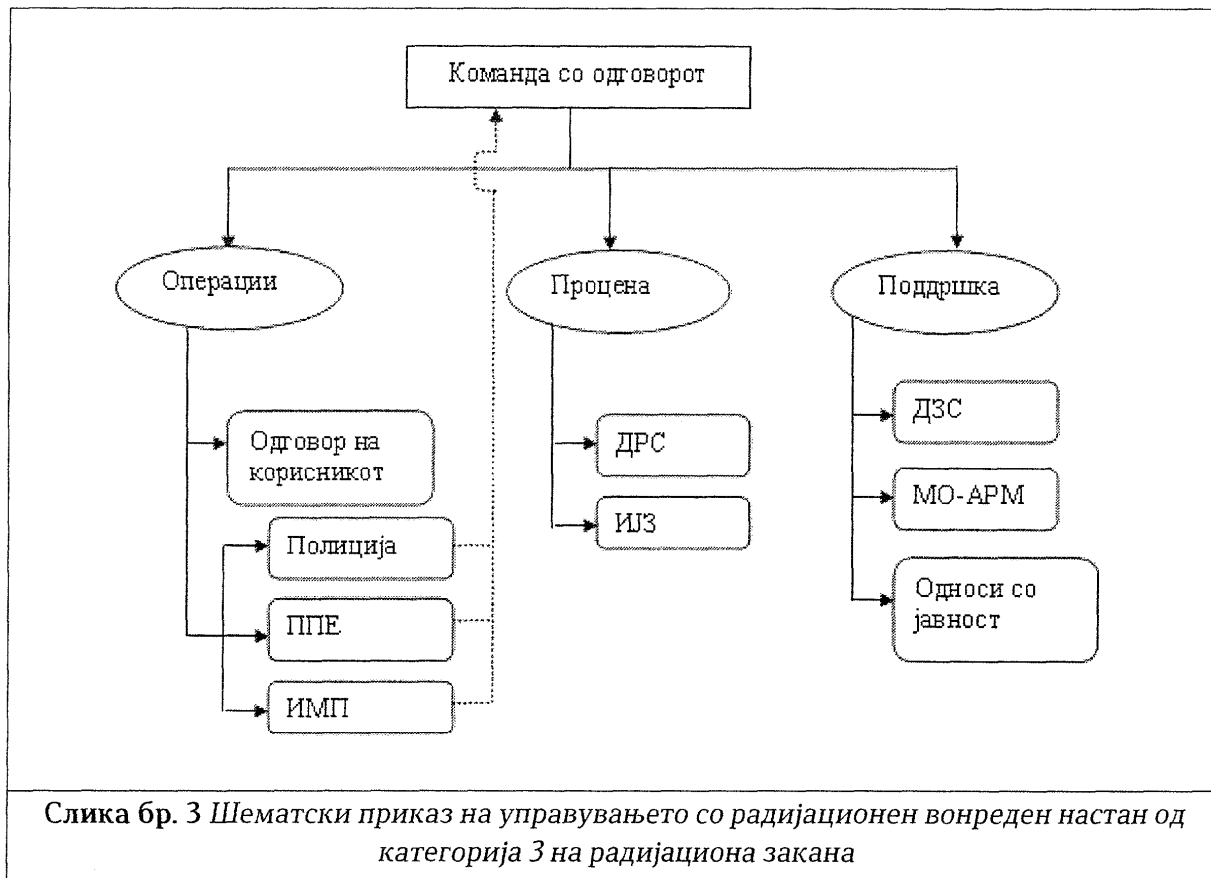 Команда со одговорот
Операции
Процена
Поддршка
Одговор на
корисникот
Полиција
ППЕ
ИМП
ДРС
ИЈЗ
ДЗС
МО-АРМ
Односи со
јавност
Слика бр. 3 Шематски приказ на управувањето со радијационен вонреден настан од
категорија 3 на радијациона закана